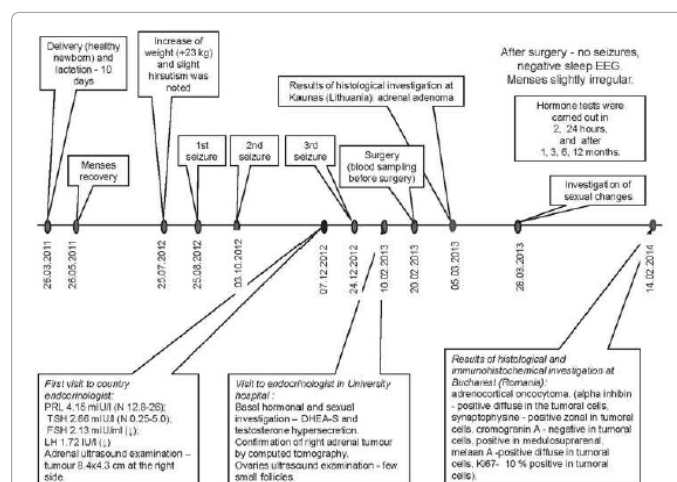 Delivery (healthy
newborn) and
lactation - 10
days
Increase of
weight (+23 kg)
and slight
hirsutism was
noted
After surgery - no seizures,
negative sleep EEG.
Menses slightly irregular.
Results of histological investigation at
Kaunas (Lithuania): adrenal adenoma.
Hormone tests were
carried out in
2, 24 hours,
and after
1, 3, 6, 12 months.
Menses
recovery
1st
seizure
2nd
seizure
3rd
seizure
Surgery
(blood sampling
before surgery)
Investigation of
sexual changes
26.03.2011
26.05.2011
25.07.2012
25.08.2012
03.10.2012
07.12.2012
24.12.2012
10.02.2013
20.02.2013
05.03.2013
28.03.2013
14.02.2014
First visit to country
endocrinologist:
PRL 4.15 mIU/l (N 12.8-26);
TSH 2.66 mIU/l (N 0.25-5.0);
FSH 2.13 mIU/ml (↓);
LH 1.72 IU/l (↓)
Adrenal ultrasound examination –
tumour 8.4x4.3 cm at the right
side.
Visit to endocrinologist in University
hospital :
Basal hormonal and sexual
investigation – DHEA-S and
testosterone hypersecretion.
Confirmation of right adrenal tumour
by computed tomography.
Ovaries ultrasound examination - few
small follicles.
Results of histological and
immunohistochemical investigation at
Bucharest (Romania):
adrenocortical oncocytoma. (alpha inhibin
- positive diffuse in the tumoral cells,
synaptophysine - positive zonal in tumoral
cells, cromogranin A - negative in tumoral
cells, positive in medulosuprarenal,
melaan A -positive diffuse in tumoral
cells, Ki67- 10 % positive in tumoral
cells).